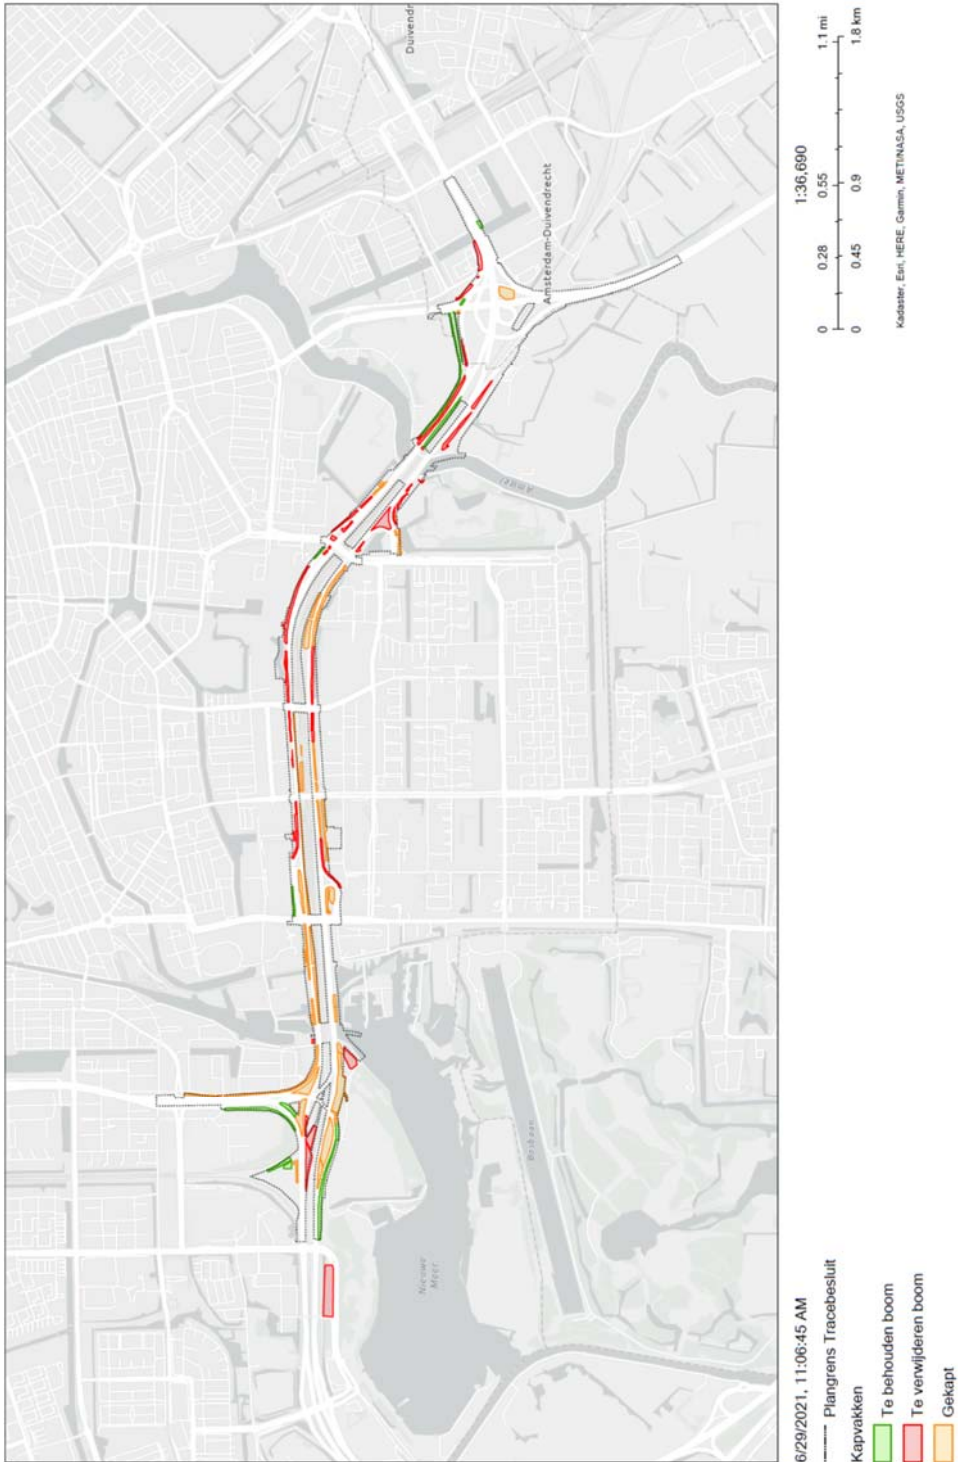 Duivendr
Amsterdam-Duivendrecht
Amstel
Bosbaan
Nieuwe
Meer
6/29/2021, 11:06:45 AM
Plangrens Tracebesluit
Kapvakken
Te behouden boom
Te verwijderen boom
Gekapt
1:36,690
0 0.28 0.55 1.1 mi
0 0.45 0.9 1.8 km
Kadaster, Esri, HERE, Garmin, METI/NASA, USGS